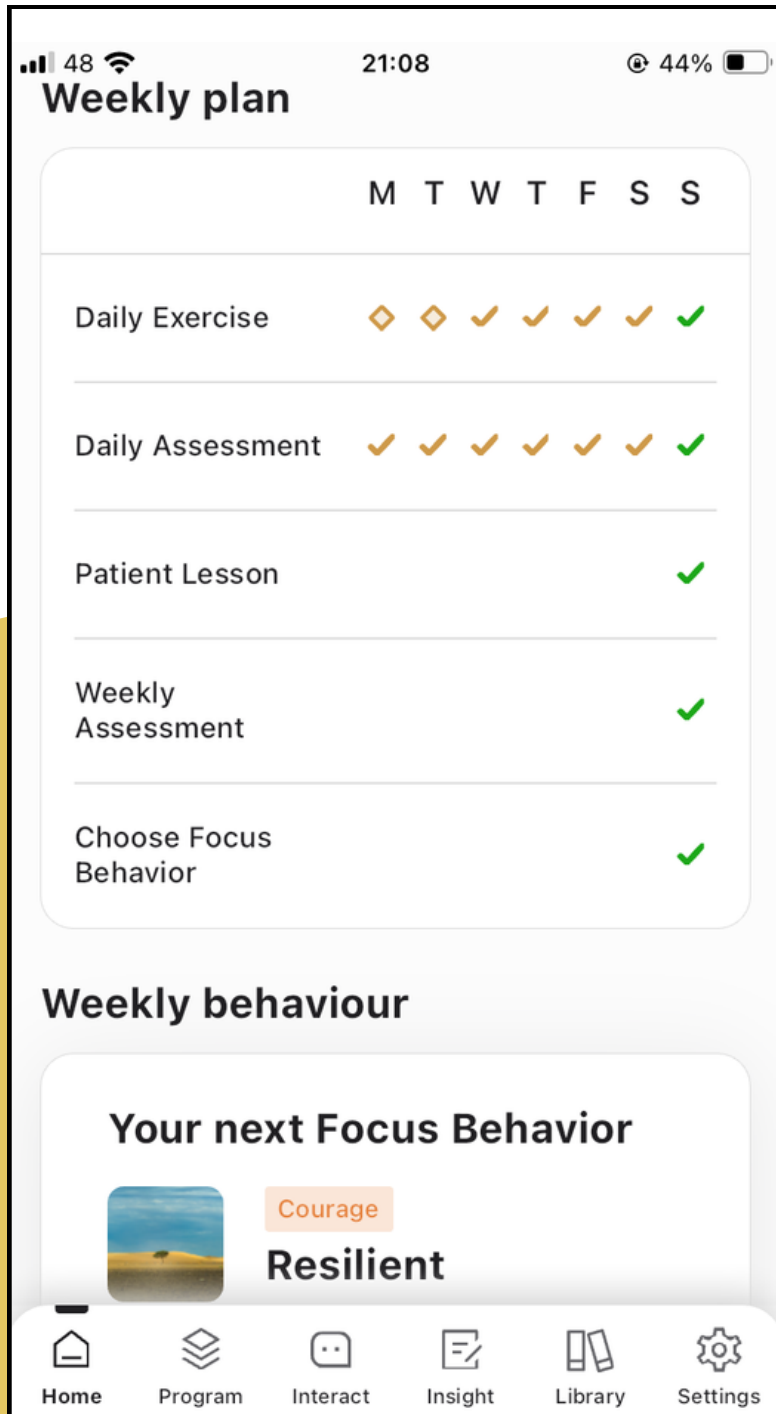 48 21:08 44%
Weekly plan
M T W T F S S
Daily Exercise
Daily Assessment
Patient Lesson
Weekly
Assessment
Choose Focus
Behavior
Weekly behaviour
Your next Focus Behavior
Courage
Resilient
Home Program Interact Insight Library Settings